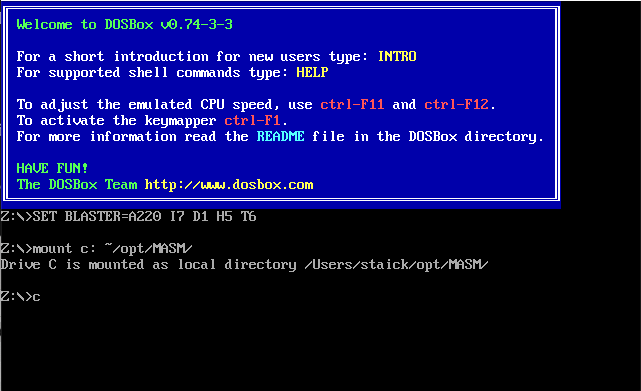 Welcome to DOSBox v0.74-3-3
For a short introduction for new users type: INTRO
For supported shell commands type: HELP
To adjust the emulated CPU speed, use ctrl-F11 and ctrl-F12.
To activate the keymapper ctrl-F1.
For more information read the README file in the DOSBox directory.
HAVE FUN!
The DOSBox Team http://www.dosbox.com
Z:\>SET BLASTER=A220 I7 D1 H5 T6
Z:\>mount c: ~/opt/MASM/
Drive C is mounted as local directory /Users/staick/opt/MASM/
Z:\>c